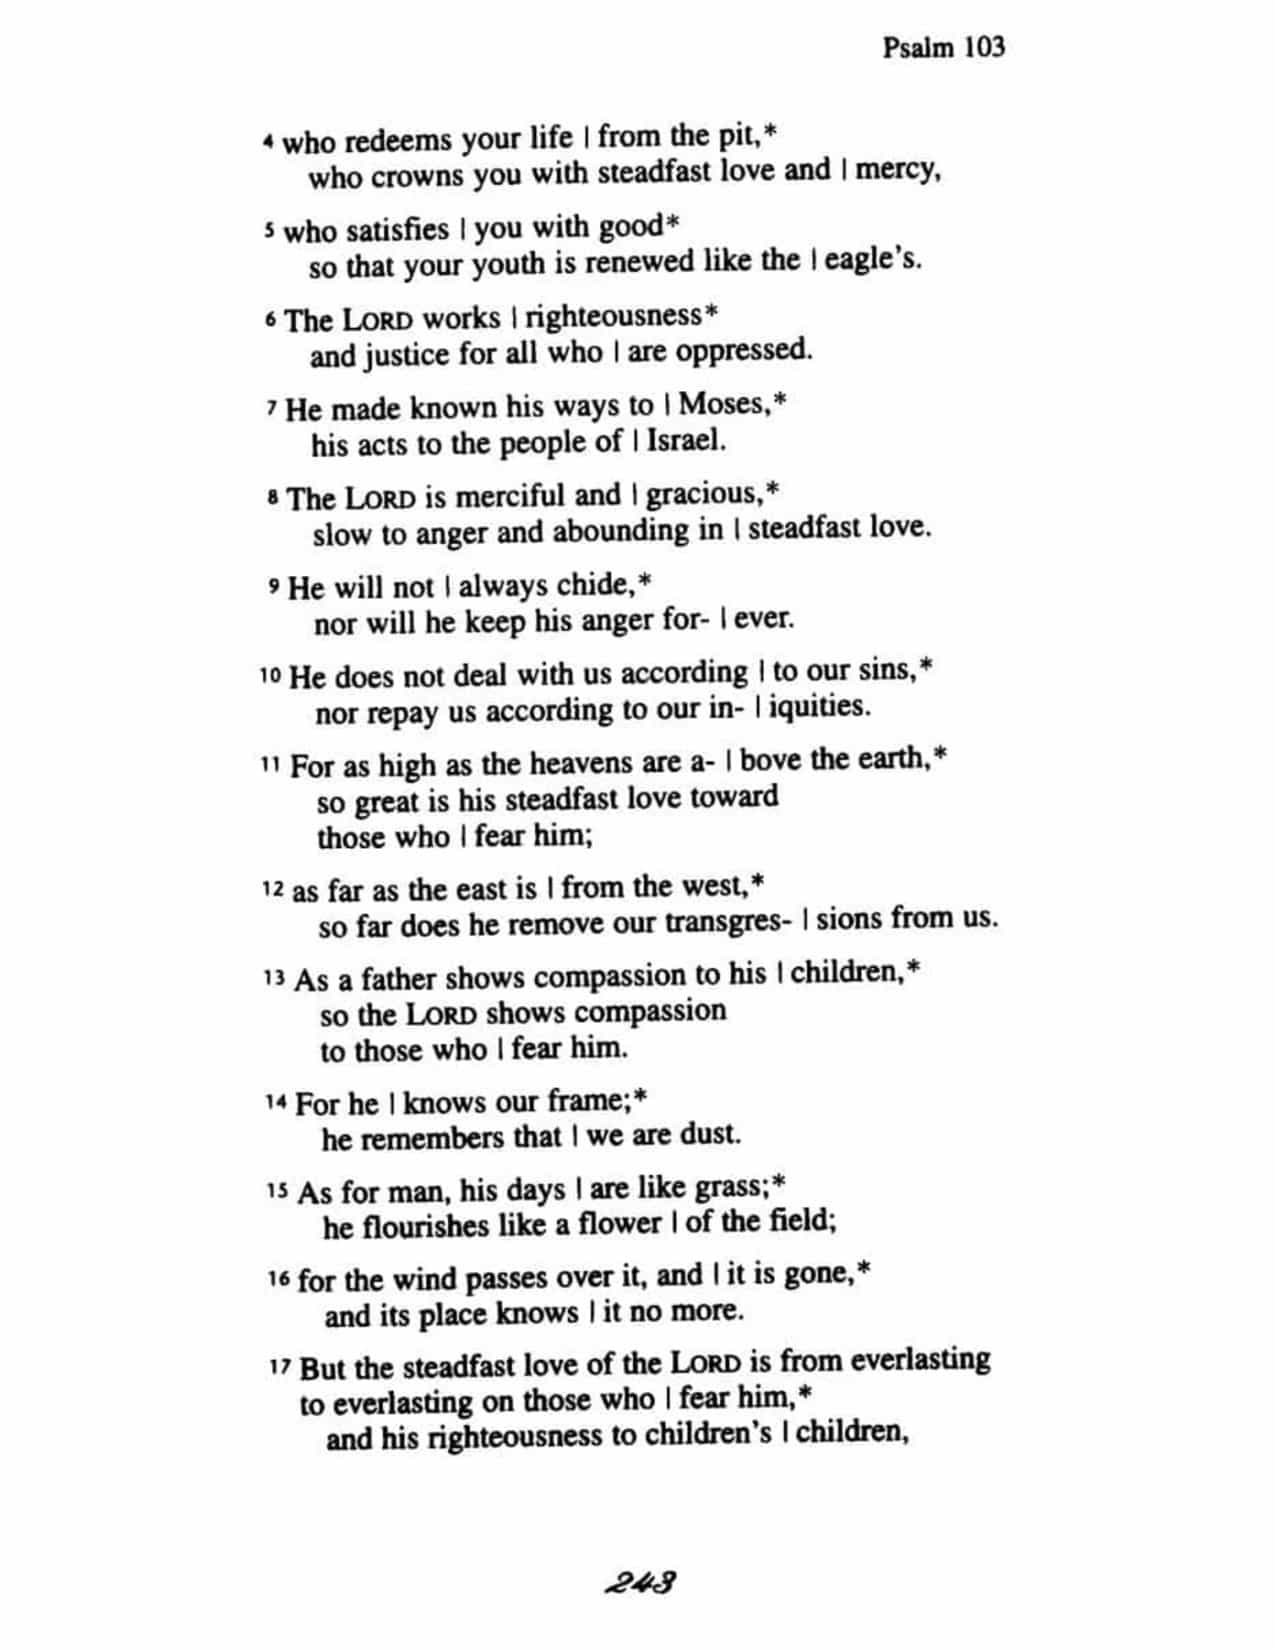 Psalm 103
4 who redeems your life | from the pit,*
who crowns you with steadfast love and | mercy,
5 who satisfies | you with good*
so that your youth is renewed like the | eagle's.
6 The LORD works | righteousness*
and justice for all who | are oppressed.
7 He made known his ways to | Moses,*
his acts to the people of | Israel.
8 The LORD is merciful and | gracious,*
slow to anger and abounding in | steadfast love.
9 He will not | always chide,*
nor will he keep his anger for- | ever.
10 He does not deal with us according | to our sins,*
nor repay us according to our in- | iquities.
11 For as high as the heavens are a- | bove the earth,*
so great is his steadfast love toward
those who | fear him;
12 as far as the east is | from the west,*
so far does he remove our transgres- | sions from us.
13 As a father shows compassion to his | children,*
so the LORD shows compassion
to those who | fear him.
14 For he | knows our frame;*
he remembers that | we are dust.
15 As for man, his days | are like grass;*
he flourishes like a flower | of the field;
16 for the wind passes over it, and | it is gone,*
and its place knows | it no more.
17 But the steadfast love of the LORD is from everlasting
to everlasting on those who | fear him,*
and his righteousness to children's | children,
243